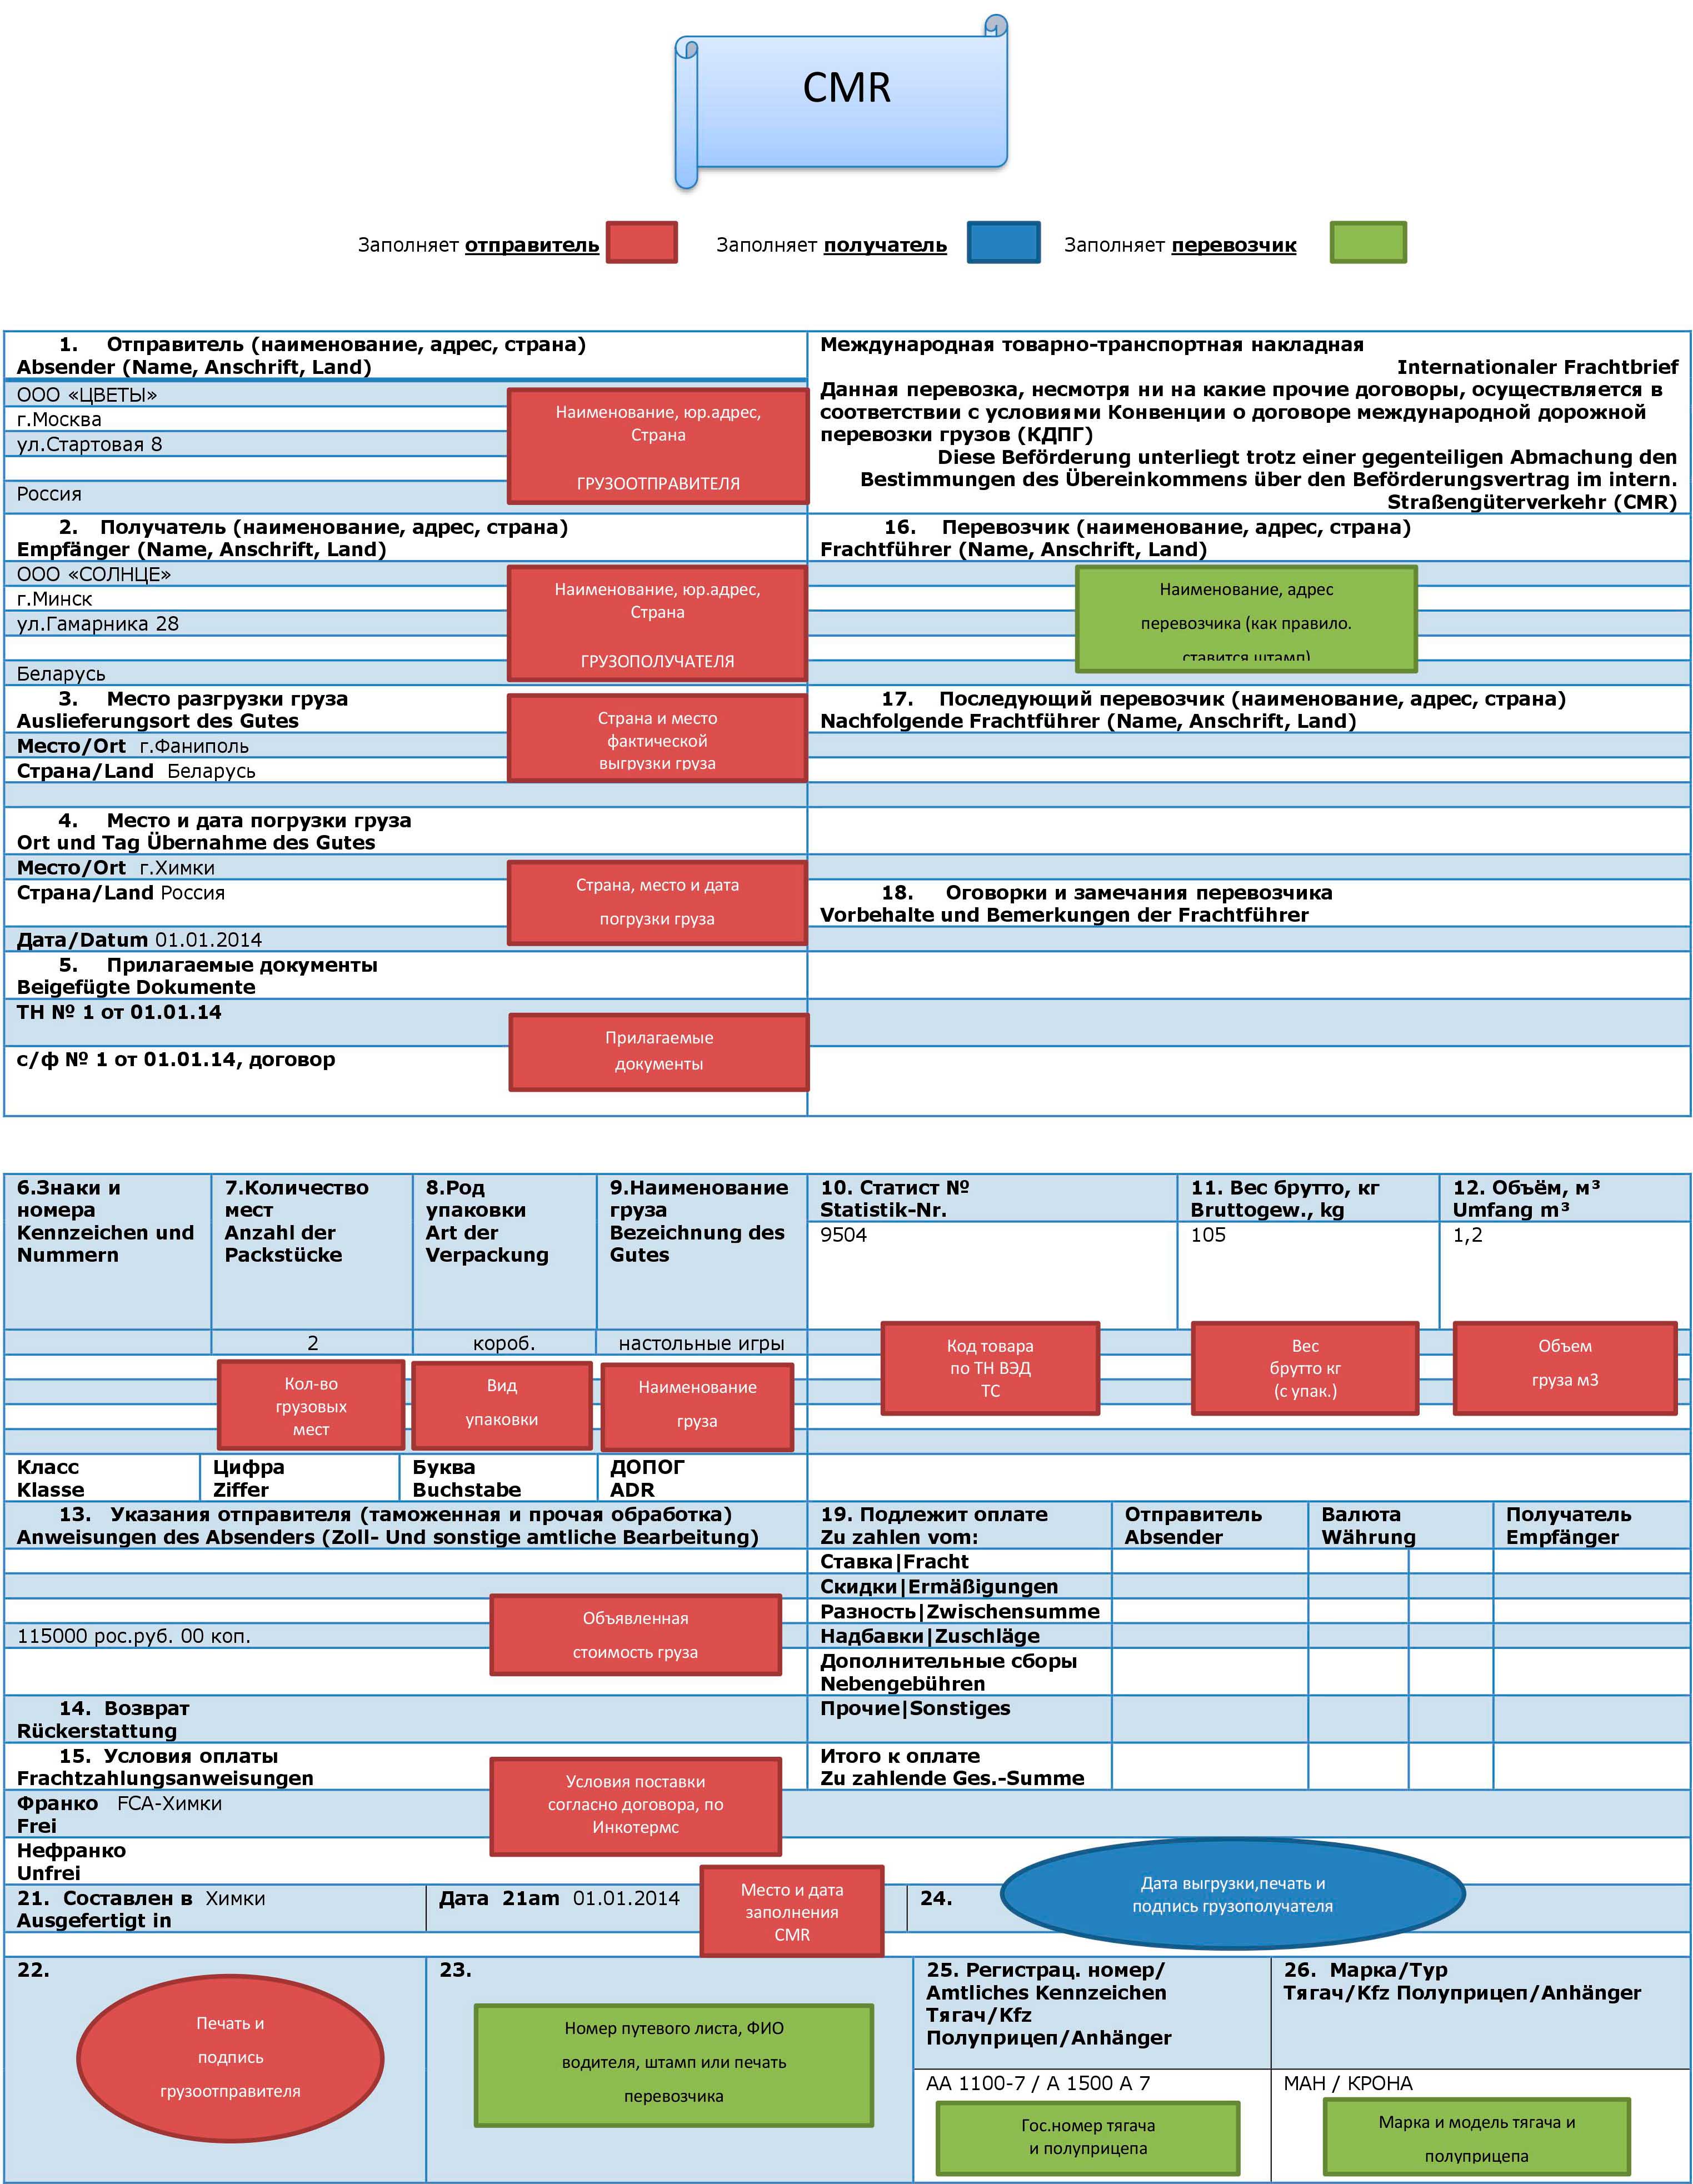 CMR
Заполняет отправитель
Заполняет получатель
Заполняет перевозчик
1. Отправитель (наименование, адрес, страна)
Absender (Name, Anschrift, Land)
ООО «ЦВЕТЫ»
г.Москва
ул.Стартовая 8
Россия
Наименование, юр.адрес,
Страна
ГРУЗООТПРАВИТЕЛЯ
Международная товарно-транспортная накладная
Internationaler Frachtbrief
Данная перевозка, несмотря ни на какие прочие договоры, осуществляется в
соответствии с условиями Конвенции о договоре международной дорожной
перевозки грузов (КДПГ)
Diese Beförderung unterliegt trotz einer gegenteiligen Abmachung den
Bestimmungen des Übereinkommens über den Beförderungsvertrag im intern.
Straßengüterverkehr (CMR)
2. Получатель (наименование, адрес, страна)
Empfänger (Name, Anschrift, Land)
ООО «СОЛНЦЕ»
г.Минск
ул.Гамарника 28
Беларусь
Наименование, юр.адрес,
Страна
ГРУЗОПОЛУЧАТЕЛЯ
16. Перевозчик (наименование, адрес, страна)
Frachtführer (Name, Anschrift, Land)
Наименование, адрес
перевозчика (как правило.
ставится штамп)
3. Место разгрузки груза
Auslieferungsort des Gutes
Место/Ort г.Фаниполь
Страна/Land Беларусь
Страна и место
фактической
выгрузки груза
17. Последующий перевозчик (наименование, адрес, страна)
Nachfolgende Frachtführer (Name, Anschrift, Land)
4. Место и дата погрузки груза
Ort und Tag Übernahme des Gutes
Место/Ort г.Химки
Страна/Land Россия
Дата/Datum 01.01.2014
Страна, место и дата
погрузки груза
18. Оговорки и замечания перевозчика
Vorbehalte und Bemerkungen der Frachtführer
5. Прилагаемые документы
Beigefügte Dokumente
ТН № 1 от 01.01.14
с/ф № 1 от 01.01.14, договор
Прилагаемые
документы
6.Знаки и
номера
Kennzeichen und
Nummern
7.Количество
мест
Anzahl der
Packstücke
8.Род
упаковки
Art der
Verpackung
9.Наименование
груза
Bezeichnung des
Gutes
10. Статист №
Statistik-Nr.
11. Вес брутто, кг
Bruttogew., kg
12. Объём, м³
Umfang m³
9504
105
1,2
2
короб.
настольные игры
Кол-во
грузовых
мест
Вид
упаковки
Наименование
груза
Код товара
по ТН ВЭД
ТС
Вес
брутто кг
(с упак.)
Объем
груза м3
Класс
Klasse
Цифра
Ziffer
Буква
Buchstabe
ДОПОГ
ADR
13. Указания отправителя (таможенная и прочая обработка)
Anweisungen des Absenders (Zoll- Und sonstige amtliche Bearbeitung)
115000 рос.руб. 00 коп.
Объявленная
стоимость груза
19. Подлежит оплате
Zu zahlen vom:
Отправитель
Absender
Валюта
Währung
Получатель
Empfänger
Ставка|Fracht
Скидки|Ermäßigungen
Разность|Zwischensumme
Надбавки|Zuschläge
Дополнительные сборы
Nebengebühren
Прочие|Sonstiges
Итого к оплате
Zu zahlende Ges.-Summe
14. Возврат
Rückerstattung
15. Условия оплаты
Frachtzahlungsanweisungen
Франко FCA-Химки
Frei
Нефранко
Unfrei
Условия поставки
согласно договора, по
Инкотермс
21. Составлен в Химки
Ausgefertigt in
Дата 21am 01.01.2014
Место и дата
заполнения
CMR
24.
Дата выгрузки,печать и
подпись грузополучателя
22.
Печать и
подпись
грузоотправителя
23.
Номер путевого листа, ФИО
водителя, штамп или печать
перевозчика
25. Регистрац. номер/
Amtliches Kennzeichen
Тягач/Kfz
Полуприцеп/Anhänger
АА 1100-7 / А 1500 А 7
Гос.номер тягача
и полуприцепа
26. Марка/Typ
Тягач/Kfz Полуприцеп/Anhänger
МАН / КРОНА
Марка и модель тягача и
полуприцепа